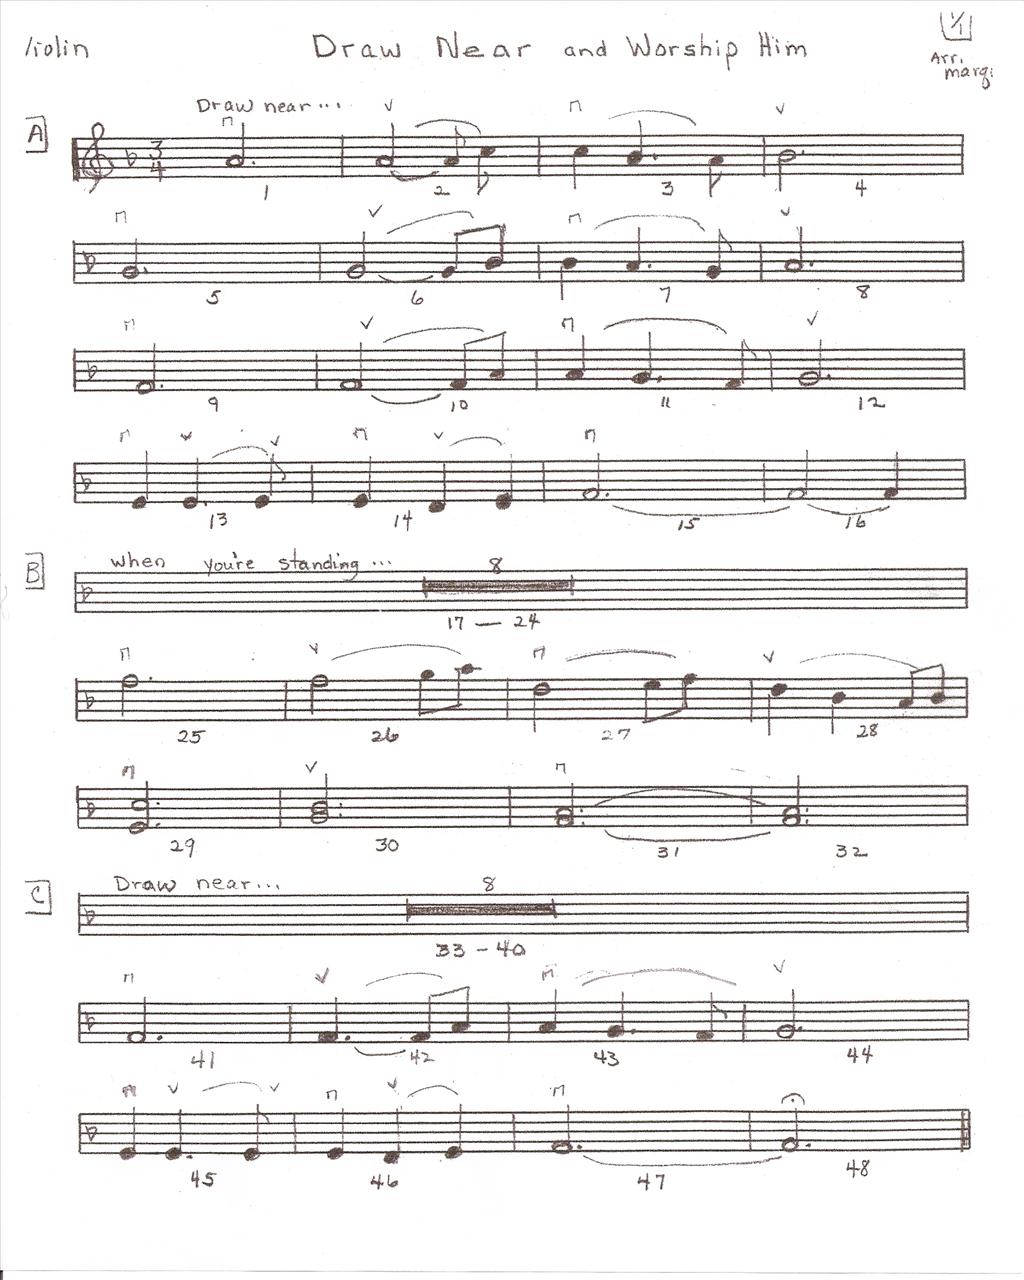 Violin Draw Near and Worship Him 1/1
Arr. margi
A Draw near...
3
4
1 2 3 4
5 6 7 8
9 10 11 12
13 14 15 16
B When you're standing... 8
17 — 24
25 26 27 28
29 30 31 32
C Draw near... 8
33 - 40
41 42 43 44
45 46 47 48